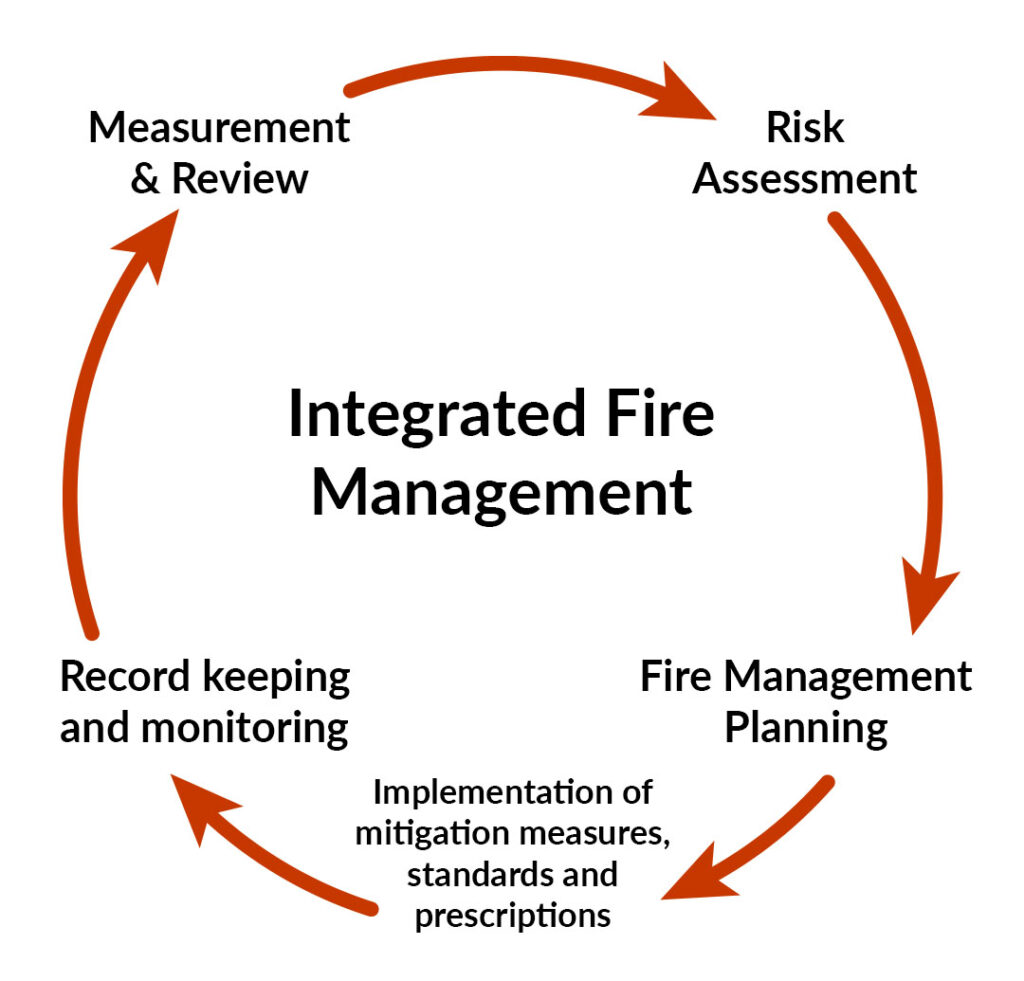 Measurement
& Review
Risk
Assessment
Integrated Fire
Management
Record keeping
and monitoring
Fire Management
Planning
Implementation of
mitigation measures,
standards and
prescriptions